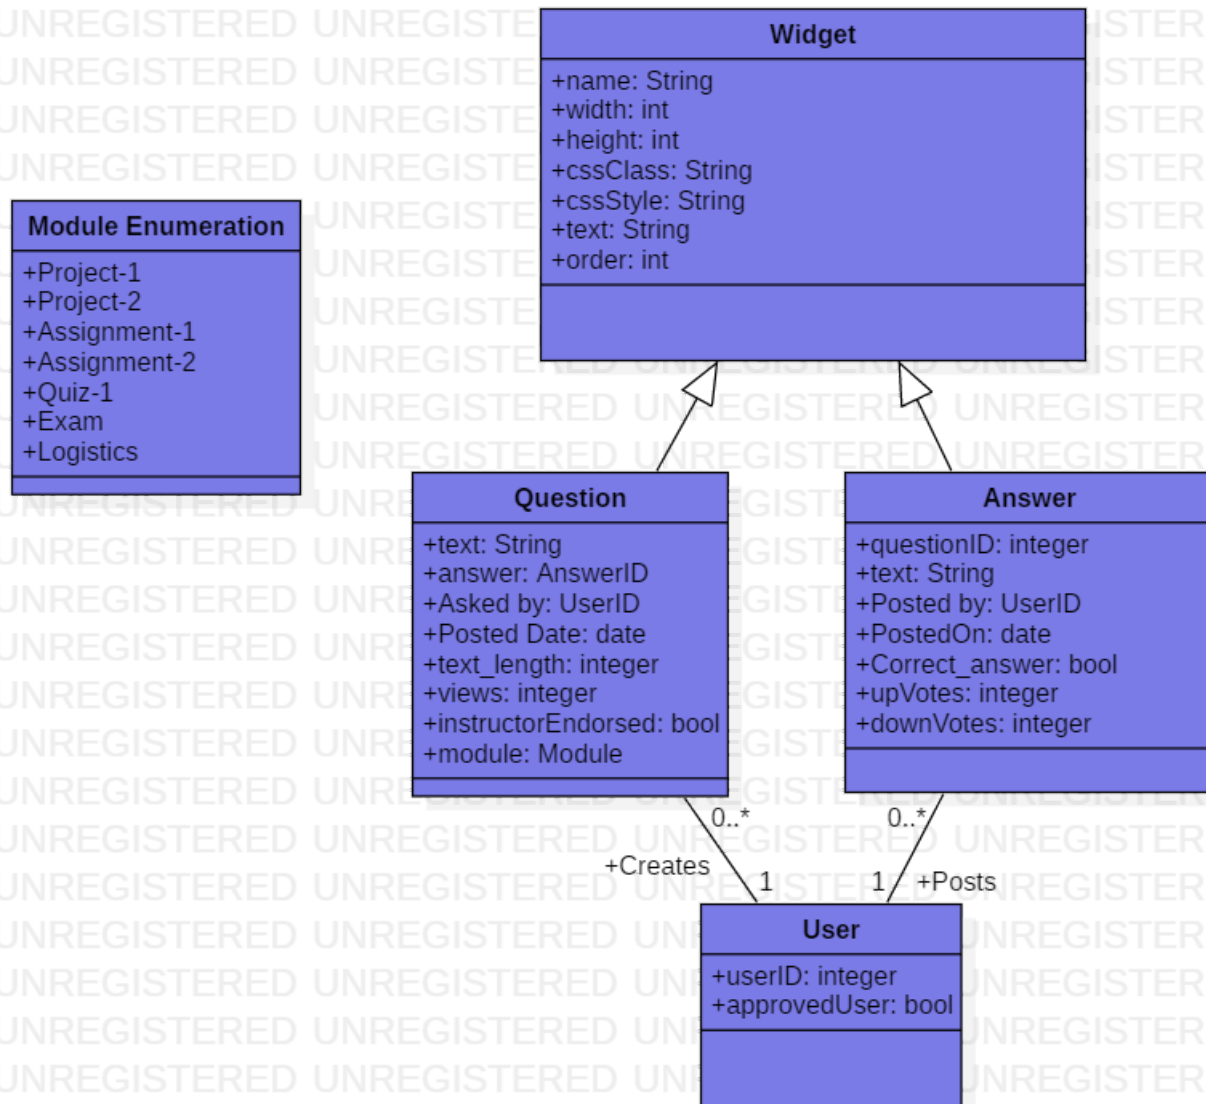 Widget
+name: String
+width: int
+height: int
+cssClass: String
+cssStyle: String
+text: String
+order: int
Module Enumeration
+Project-1
+Project-2
+Assignment-1
+Assignment-2
+Quiz-1
+Exam
+Logistics
Question
+text: String
+answer: AnswerID
+Asked by: UserID
+Posted Date: date
+text_length: integer
+views: integer
+instructorEndorsed: bool
+module: Module
Answer
+questionID: integer
+text: String
+Posted by: UserID
+PostedOn: date
+Correct_answer: bool
+upVotes: integer
+downVotes: integer
0..*
0..*
+Creates
1
1
+Posts
User
+userID: integer
+approvedUser: bool
UNREGISTERED